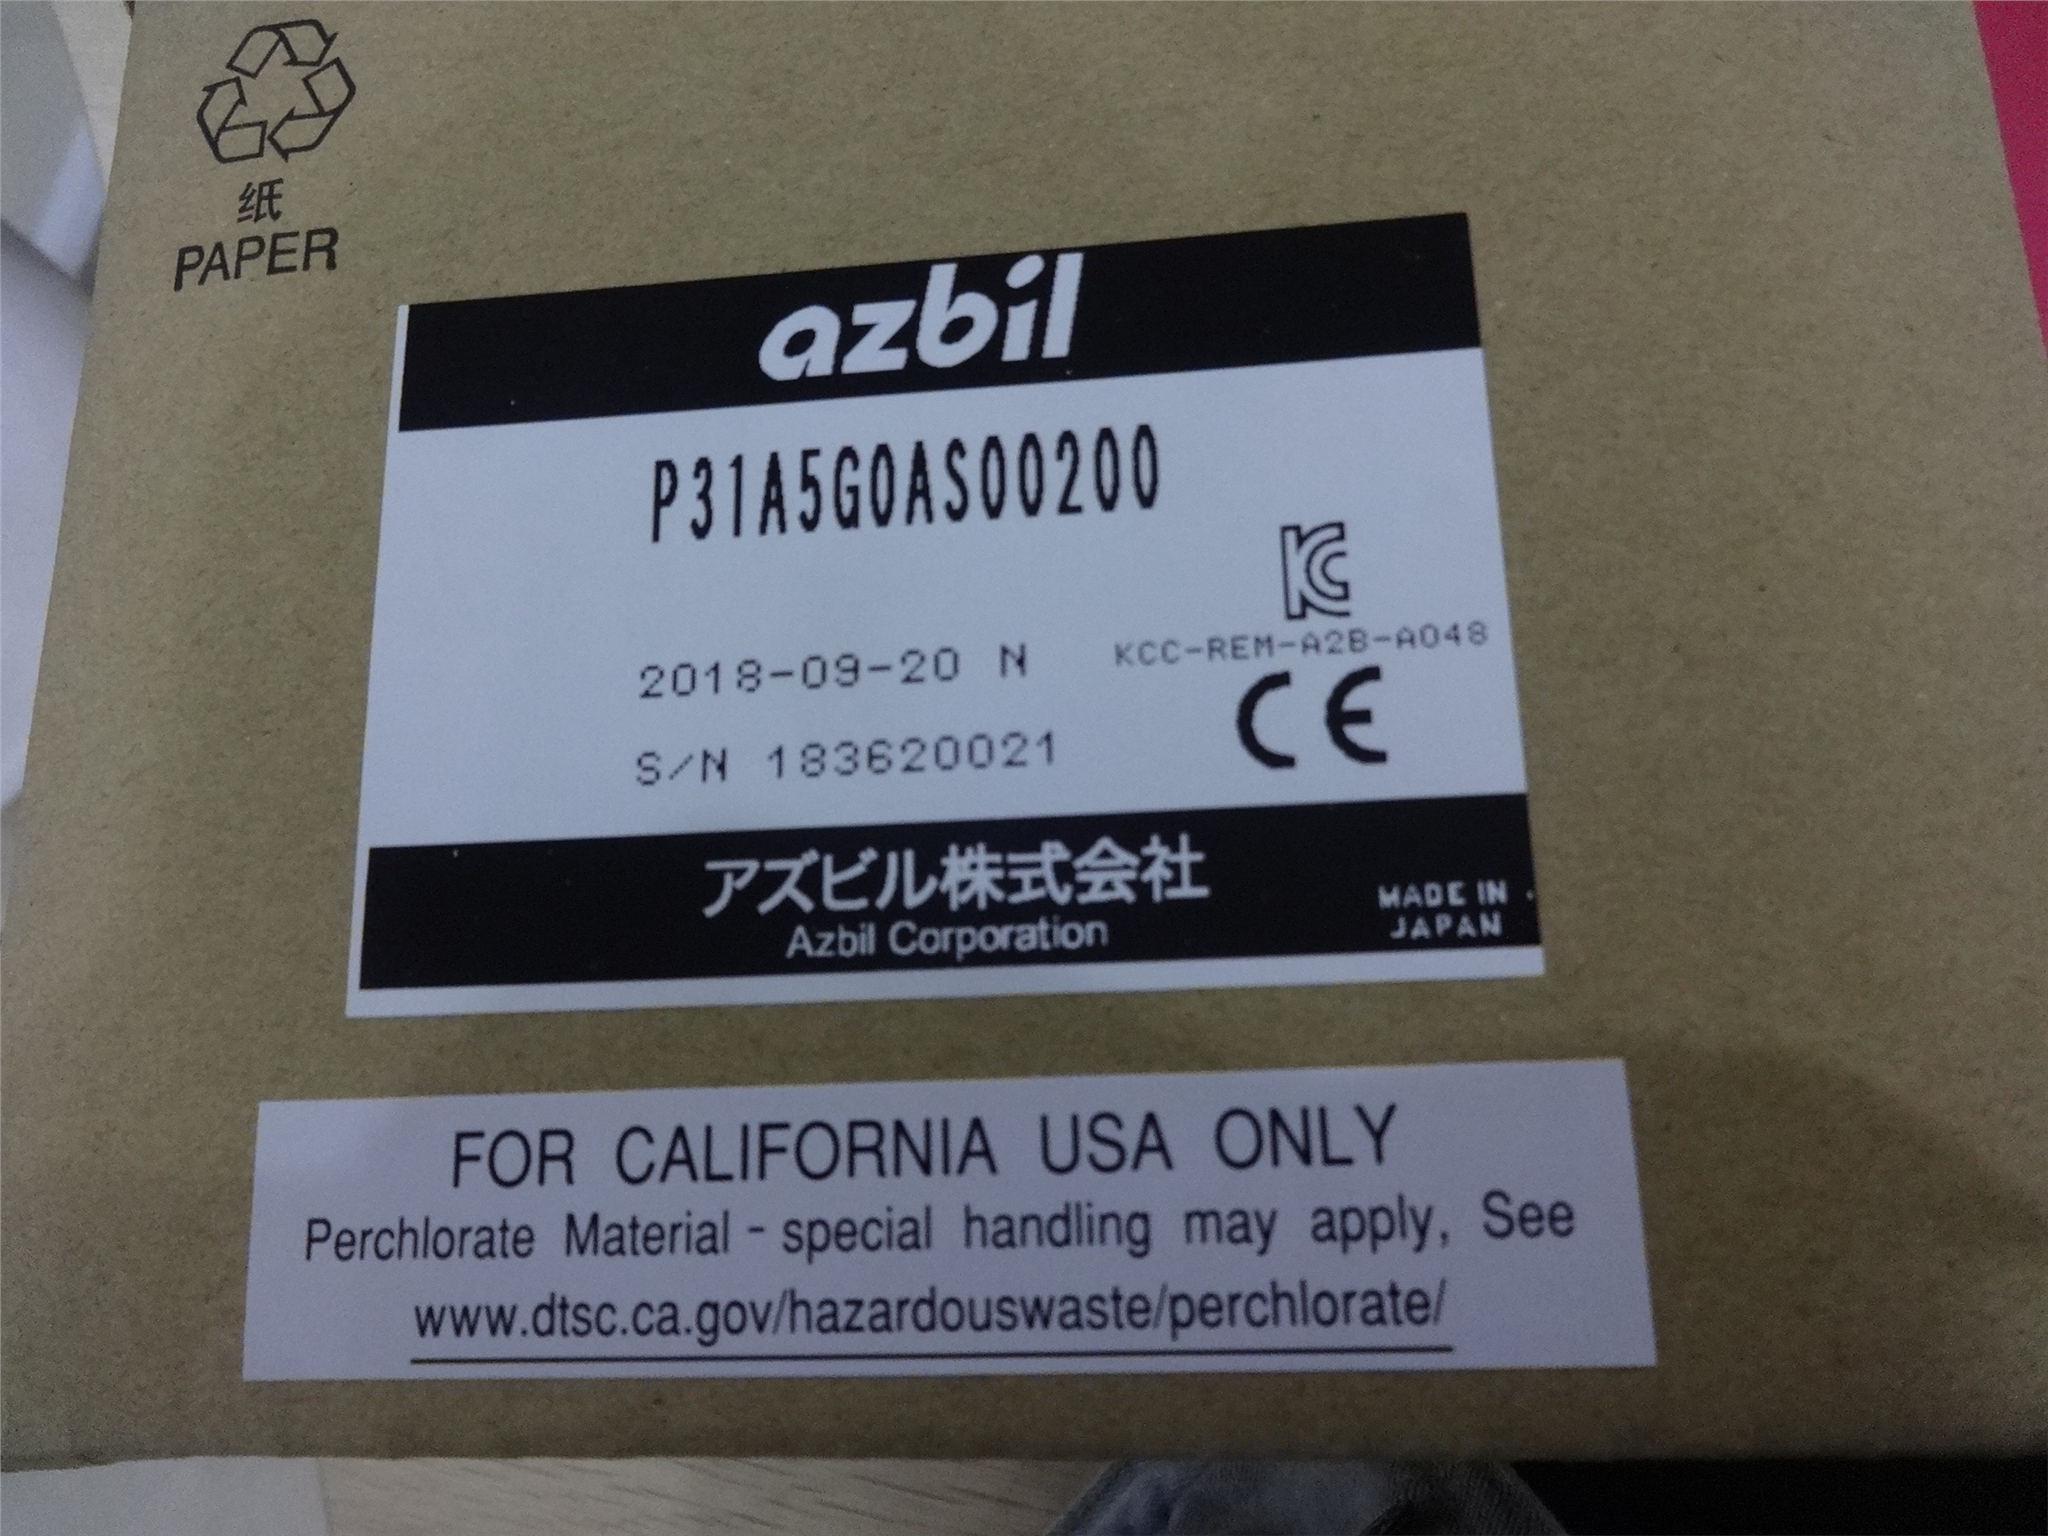 纸
PAPER
azbil
P31A5G0AS00200
KCC-REM-A2B-A048
2018-09-20 N
CE
S/N 183620021
アズビル株式会社
Azbil Corporation
MADE IN
JAPAN
FOR CALIFORNIA USA ONLY
Perchlorate Material - special handling may apply, See
www.dtsc.ca.gov/hazardouswaste/perchlorate/